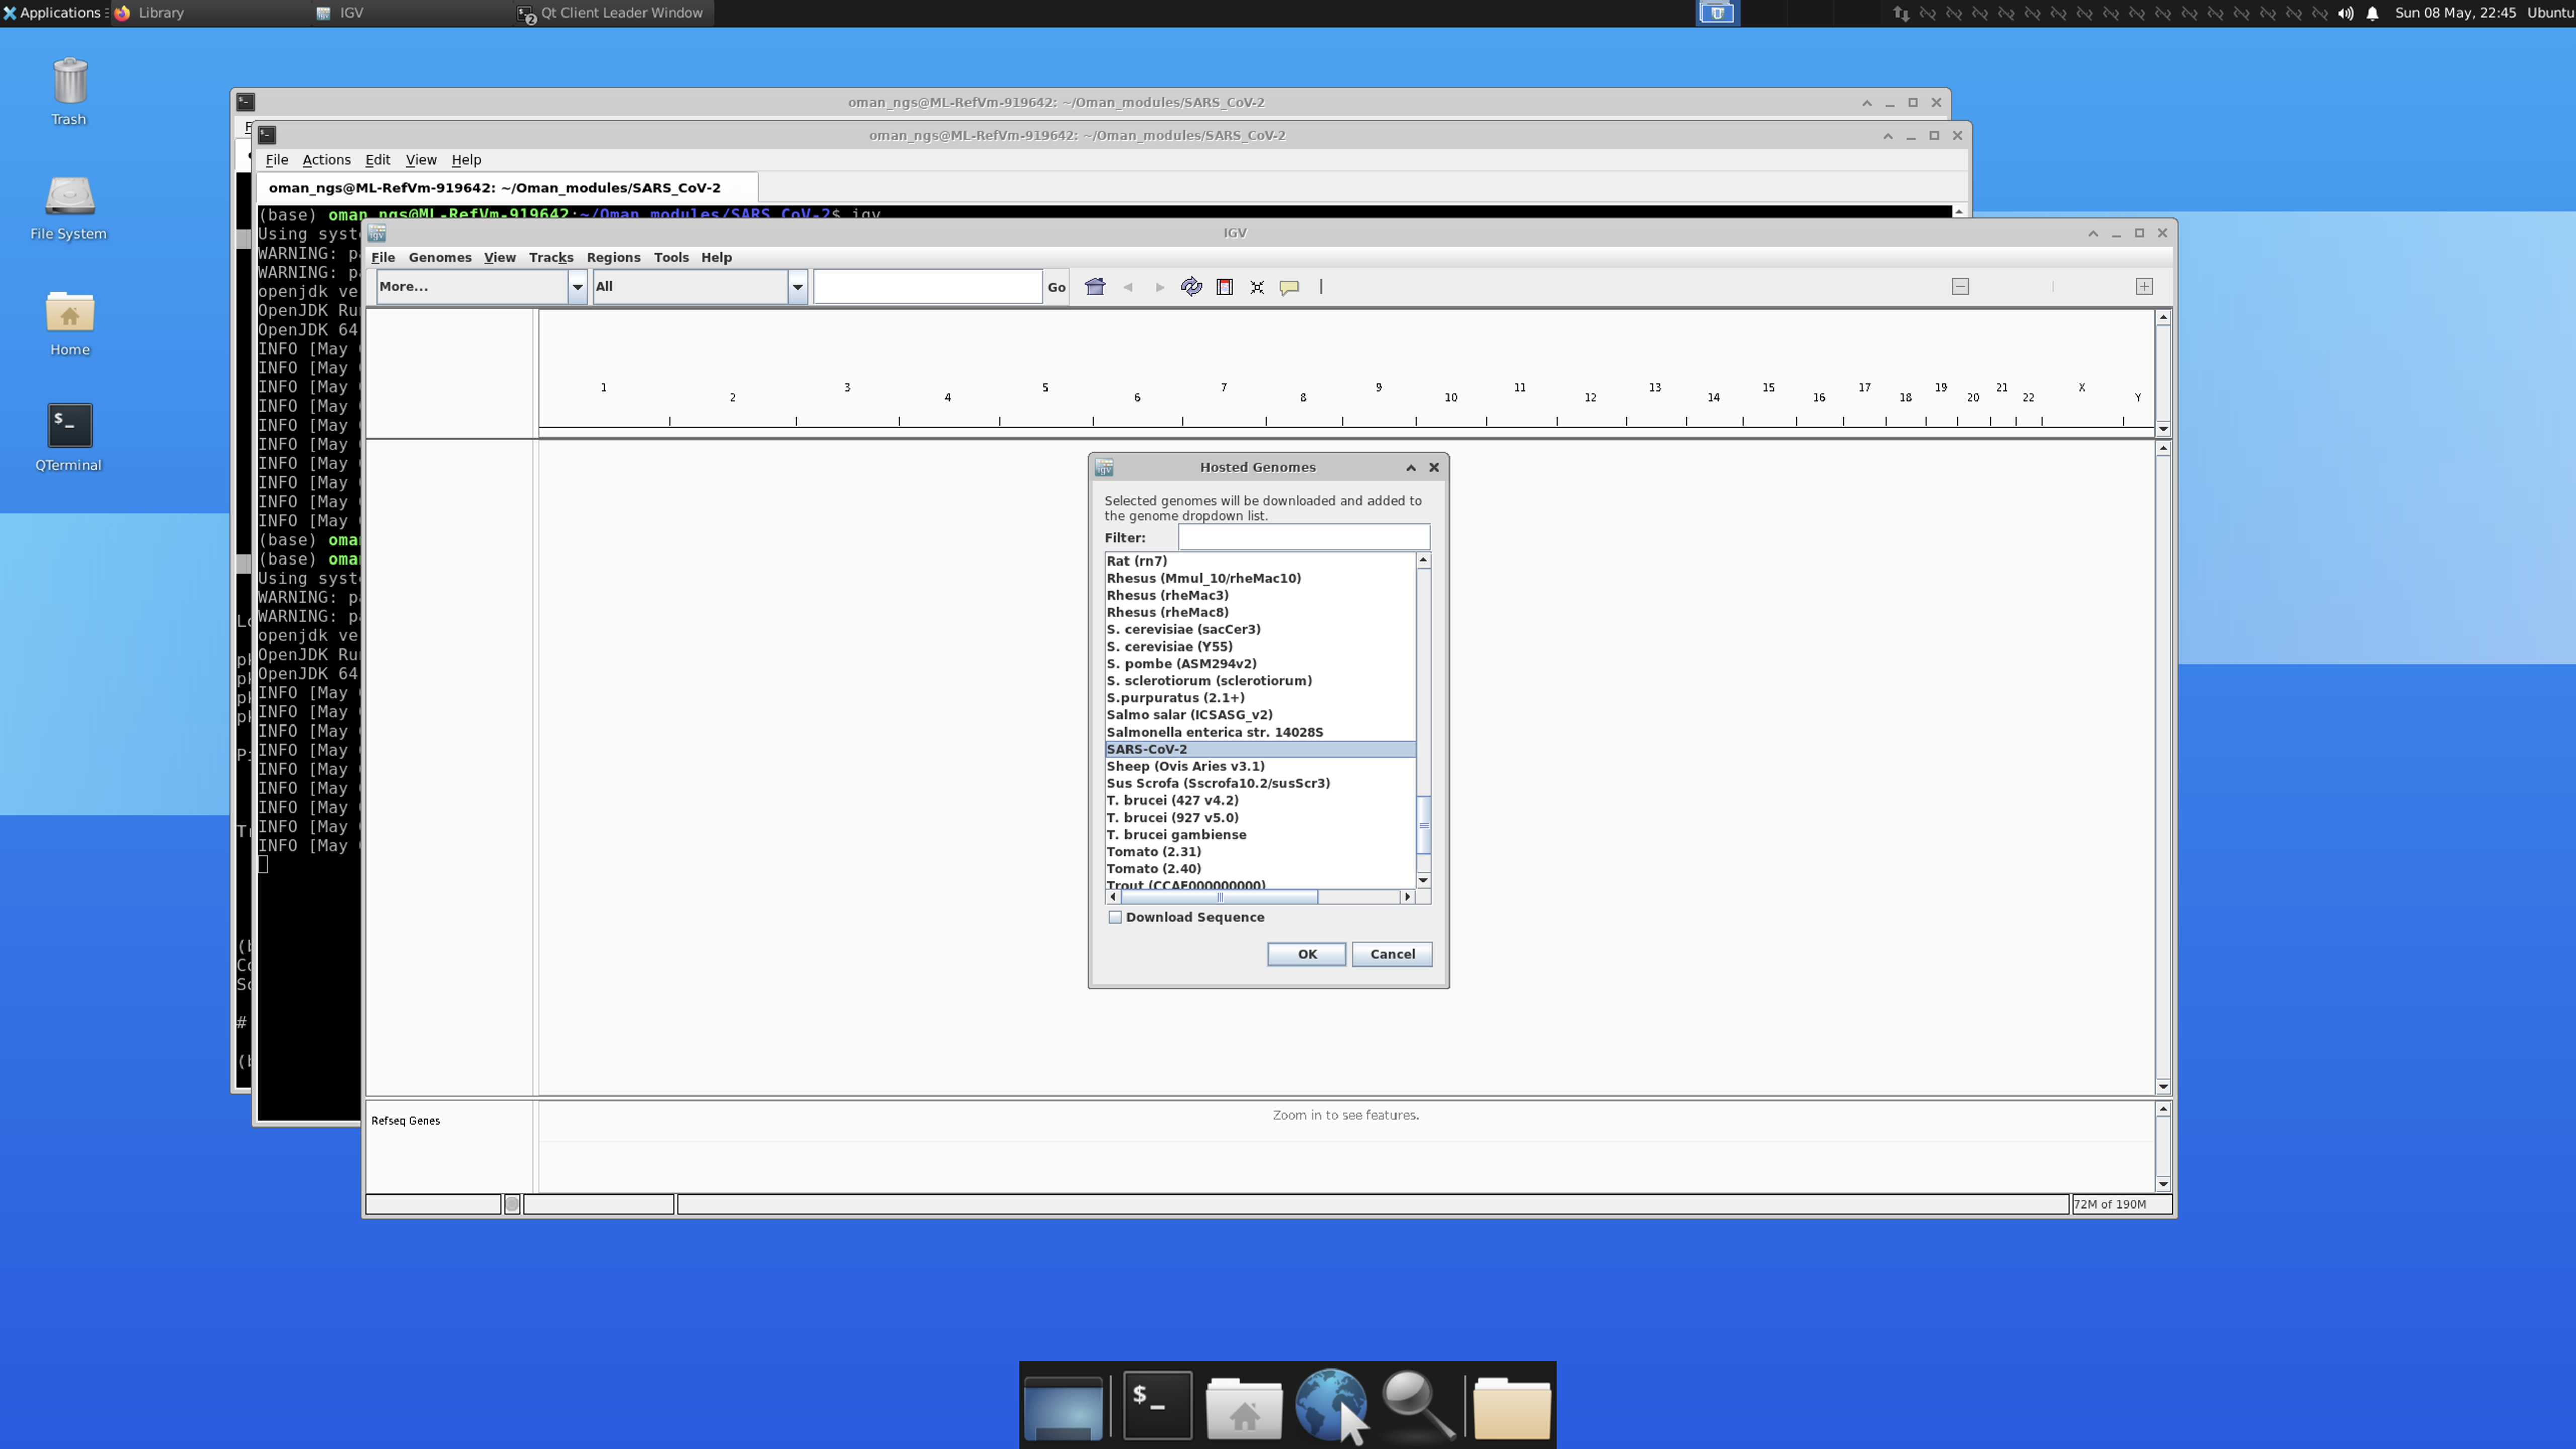 Applications
Library
IGV
Qt Client Leader Window
Sun 08 May, 22:45
Ubuntu
Trash
File System
Home
QTerminal
oman_ngs@ML-RefVm-919642: ~/Oman_modules/SARS_CoV-2
oman_ngs@ML-RefVm-919642: ~/Oman_modules/SARS_CoV-2
File Actions Edit View Help
oman_ngs@ML-RefVm-919642: ~/Oman_modules/SARS_CoV-2
(base) oman_ngs@ML-RefVm-919642:~/Oman_modules/SARS_CoV-2$ igv
Using syst
WARNING: p
WARNING: p
openjdk ve
OpenJDK Ru
OpenJDK 64
INFO [May
INFO [May
INFO [May
INFO [May
INFO [May
INFO [May
INFO [May
INFO [May
INFO [May
INFO [May
(base) oma
(base) oma
Using syst
WARNING: p
WARNING: p
openjdk ve
OpenJDK Ru
OpenJDK 64
INFO [May
INFO [May
INFO [May
INFO [May
INFO [May
INFO [May
INFO [May
INFO [May
INFO [May
IGV
File Genomes View Tracks Regions Tools Help
More...
All
Go
1 2 3 4 5 6 7 8 9 10 11 12 13 14 15 16 17 18 19 20 21 22 X Y
Hosted Genomes
Selected genomes will be downloaded and added to
the genome dropdown list.
Filter:
Rat (rn7)
Rhesus (Mmul_10/rheMac10)
Rhesus (rheMac3)
Rhesus (rheMac8)
S. cerevisiae (sacCer3)
S. cerevisiae (Y55)
S. pombe (ASM294v2)
S. sclerotiorum (sclerotiorum)
S.purpuratus (2.1+)
Salmo salar (ICSASG_v2)
Salmonella enterica str. 14028S
SARS-CoV-2
Sheep (Ovis Aries v3.1)
Sus Scrofa (Sscrofa10.2/susScr3)
T. brucei (427 v4.2)
T. brucei (927 v5.0)
T. brucei gambiense
Tomato (2.31)
Tomato (2.40)
Trout (CCAF000000000)
Download Sequence
OK
Cancel
Refseq Genes
Zoom in to see features.
72M of 190M